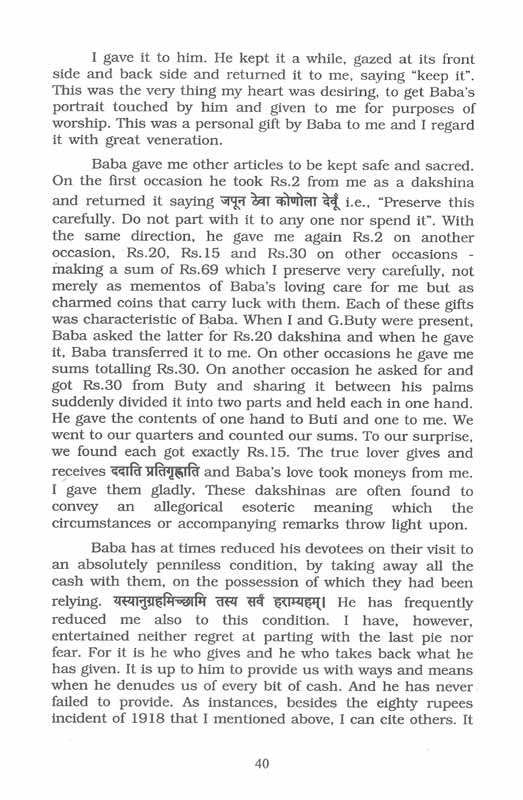 I gave it to him. He kept it a while, gazed at its front
side and back side and returned it to me, saying “keep it”.
This was the very thing my heart was desiring, to get Baba's
portrait touched by him and given to me for purposes of
worship. This was a personal gift by Baba to me and I regard
it with great veneration.
Baba gave me other articles to be kept safe and sacred.
On the first occasion he took Rs.2 from me as a dakshina
and returned it saying जपून ठेवा कोणोला देवूँ i.e., “Preserve this
carefully. Do not part with it to any one nor spend it”. With
the same direction, he gave me again Rs.2 on another
occasion, Rs.20, Rs.15 and Rs.30 on other occasions -
making a sum of Rs.69 which I preserve very carefully, not
merely as mementos of Baba's loving care for me but as
charmed coins that carry luck with them. Each of these gifts
was characteristic of Baba. When I and G.Buty were present,
Baba asked the latter for Rs.20 dakshina and when he gave
it, Baba transferred it to me. On other occasions he gave me
sums totalling Rs.30. On another occasion he asked for and
got Rs.30 from Buty and sharing it between his palms
suddenly divided it into two parts and held each in one hand.
He gave the contents of one hand to Buti and one to me. We
went to our quarters and counted our sums. To our surprise,
we found each got exactly Rs.15. The true lover gives and
receives ददाति प्रतिगृह्णाति and Baba's love took moneys from me.
I gave them gladly. These dakshinas are often found to
convey an allegorical esoteric meaning which the
circumstances or accompanying remarks throw light upon.
Baba has at times reduced his devotees on their visit to
an absolutely penniless condition, by taking away all the
cash with them, on the possession of which they had been
relying. यस्यानुग्रहमिच्छामि तस्य सर्वं हराम्यहम्। He has frequently
reduced me also to this condition. I have, however,
entertained neither regret at parting with the last pie nor
fear. For it is he who gives and he who takes back what he
has given. It is up to him to provide us with ways and means
when he denudes us of every bit of cash. And he has never
failed to provide. As instances, besides the eighty rupees
incident of 1918 that I mentioned above, I can cite others. It
40